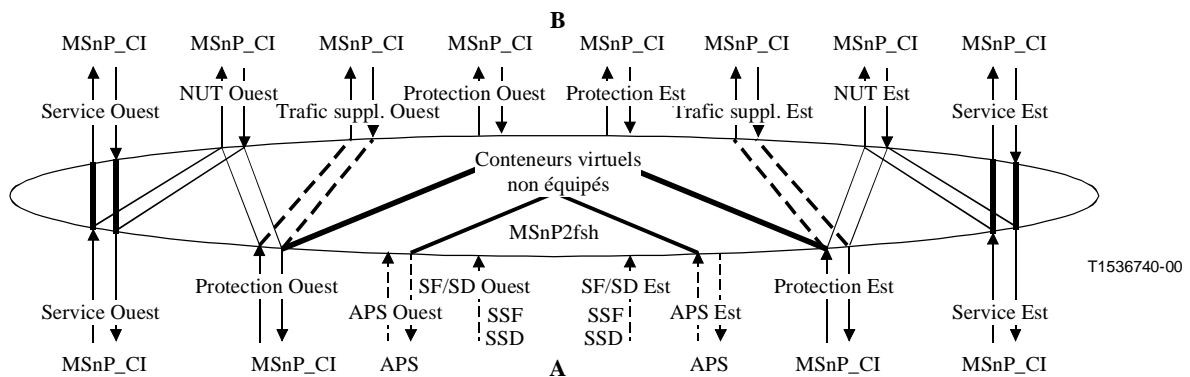 B
MSnP_CI MSnP_CI MSnP_CI MSnP_CI MSnP_CI MSnP_CI MSnP_CI MSnP_CI
NUT Ouest Protection Ouest Protection Est NUT Est
Service Ouest Trafic suppl. Ouest Trafic suppl. Est Service Est
Conteneurs virtuels
non équipés
MSnP2fsh
T1536740-00
Protection Ouest SF/SD Ouest SF/SD Est Protection Est
Service Ouest APS Ouest SSF SSF APS Est Service Est
SSD SSD
MSnP_CI MSnP_CI APS APS MSnP_CI MSnP_CI
A